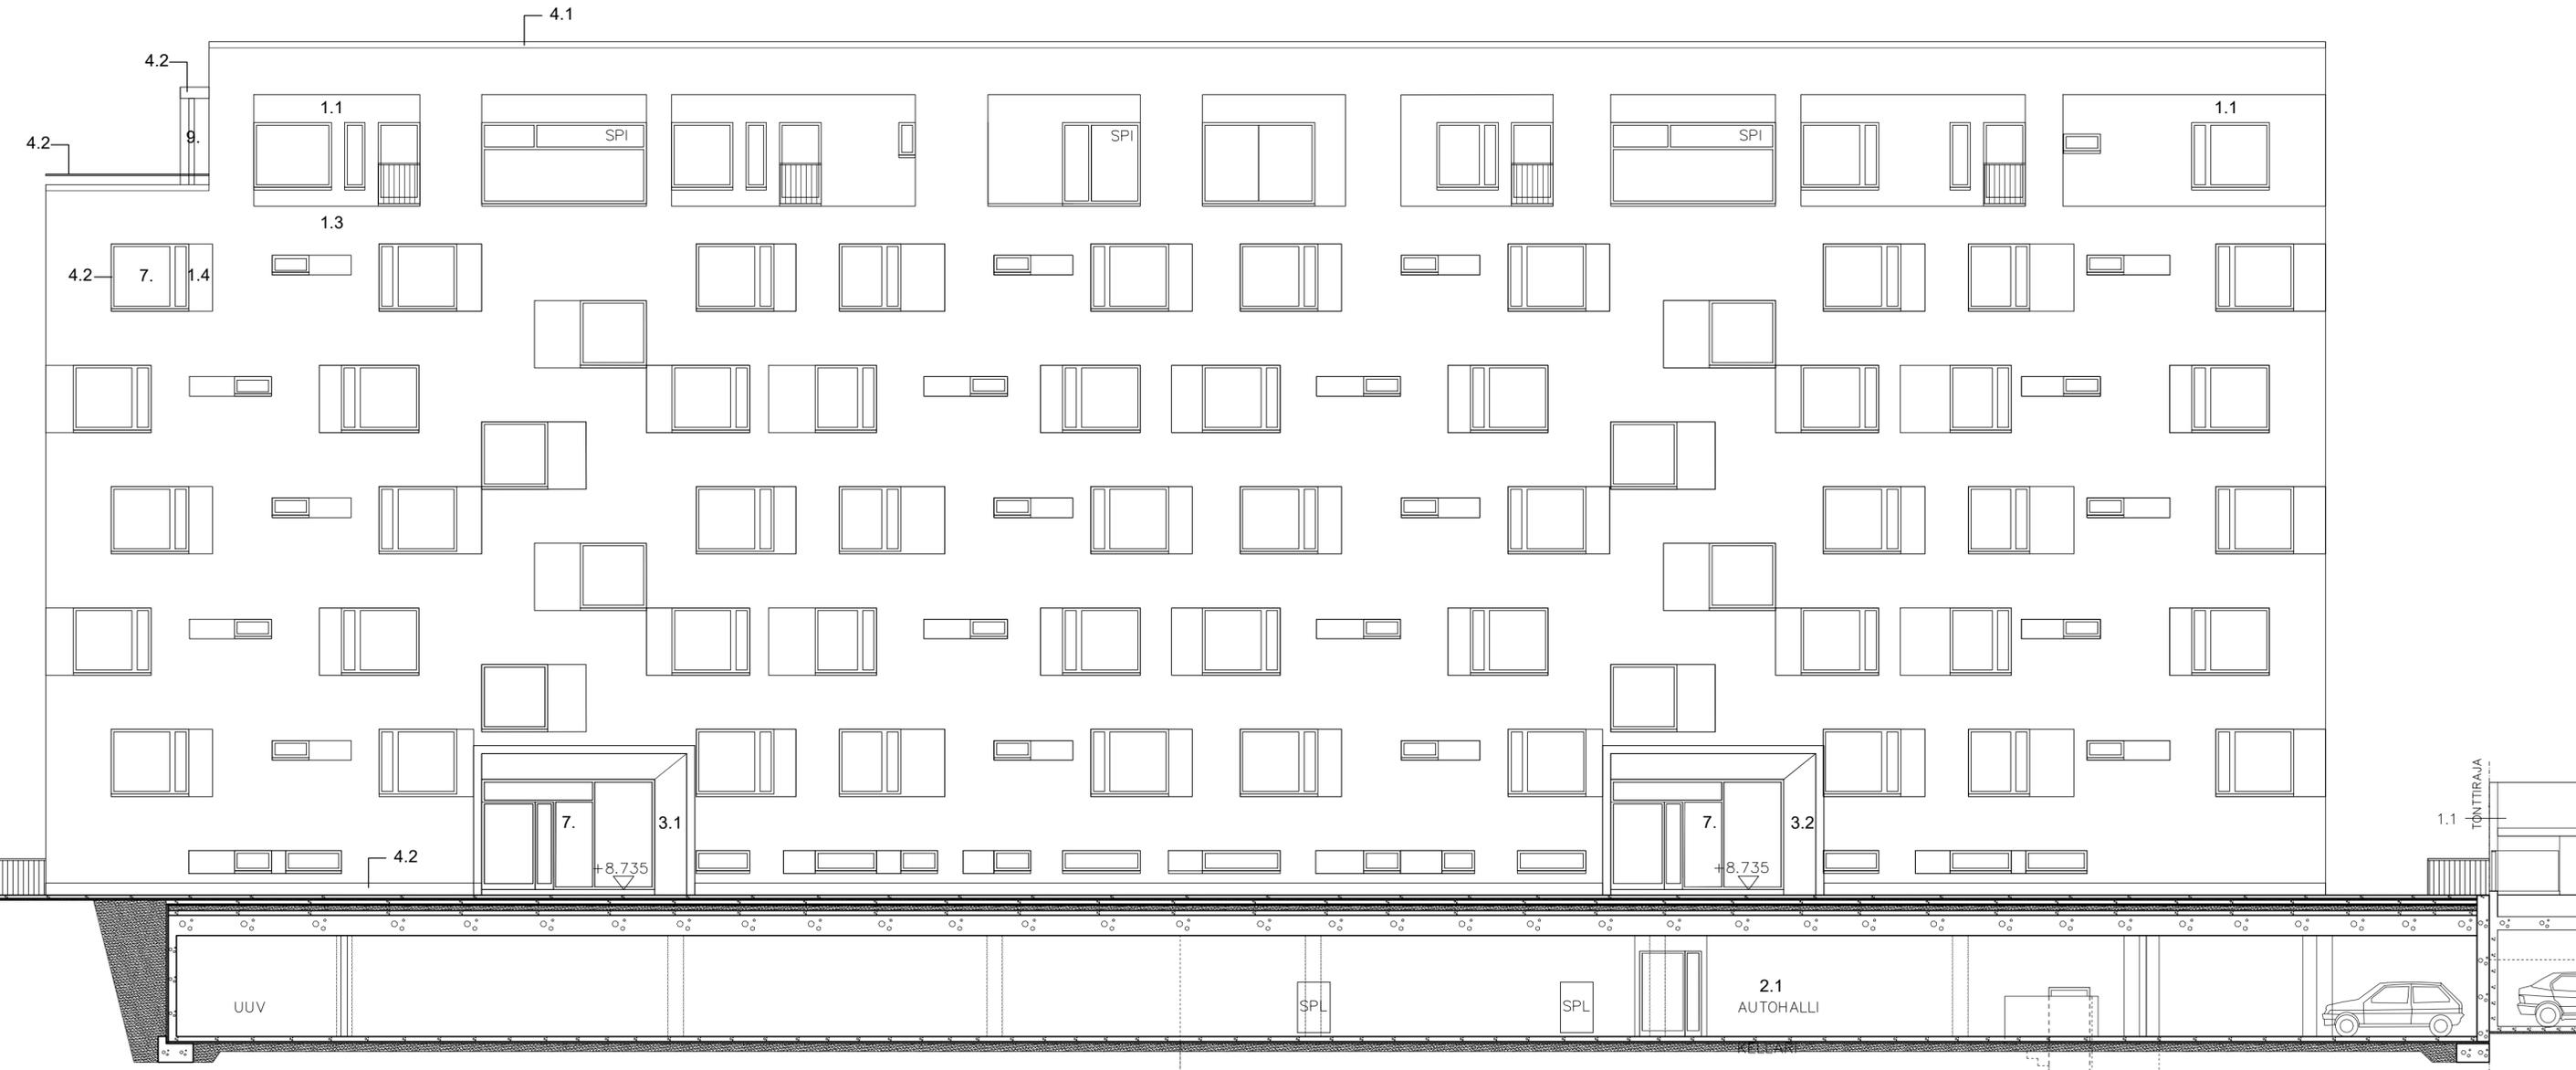 4.1
4.2
1.1
1.1
9.
SPI
SPI
SPI
4.2
1.3
4.2
7.
1.4
TONTTIRAJA
7.
3.1
7.
3.2
1.1
4.2
+8.735
+8.735
2.1
UUV
SPL
SPL
AUTOHALLI
KELLARI